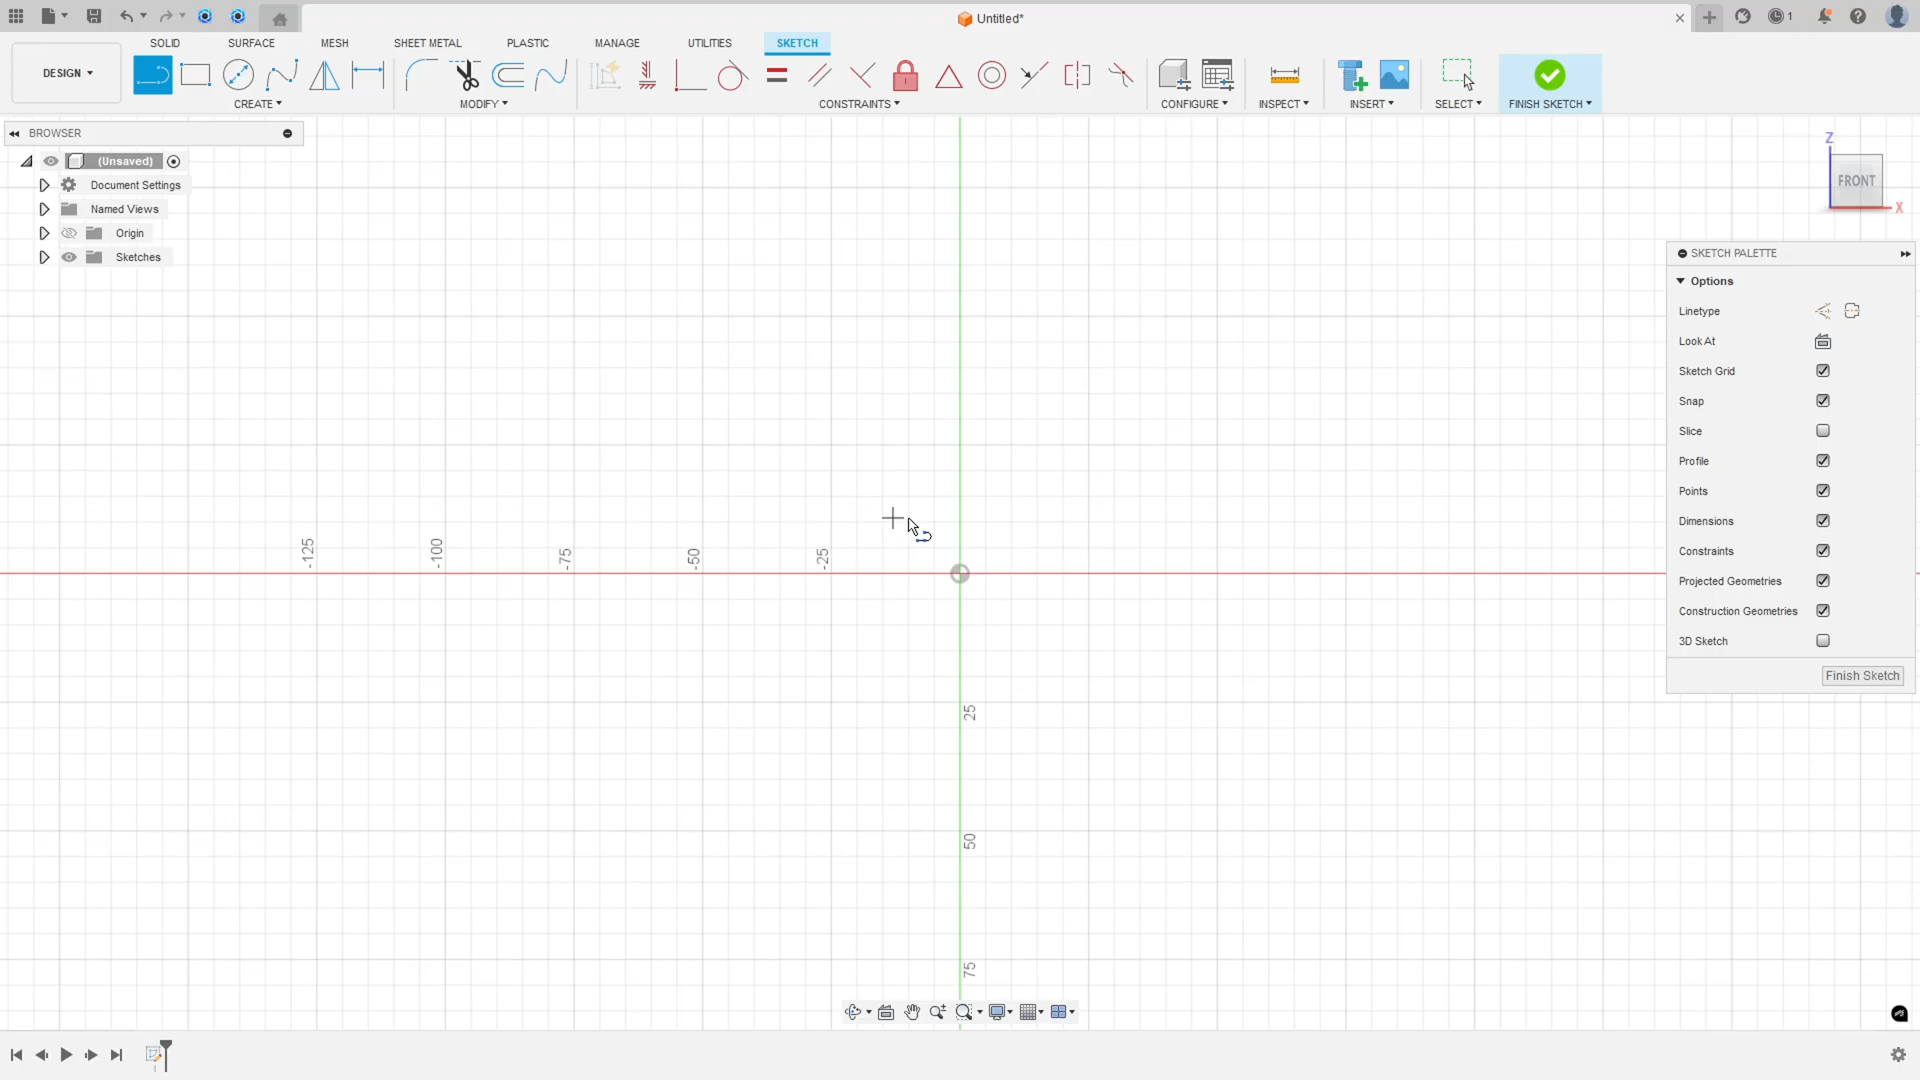 Untitled*
1
SOLID
SURFACE
MESH
SHEET METAL
PLASTIC
MANAGE
UTILITIES
SKETCH
DESIGN
CREATE
MODIFY
CONSTRAINTS
CONFIGURE
INSPECT
INSERT
SELECT
FINISH SKETCH
BROWSER
(Unsaved)
Document Settings
Named Views
Origin
Sketches
Z
FRONT
X
SKETCH PALETTE
Options
Linetype
Look At
Sketch Grid
Snap
Slice
Profile
Points
Dimensions
Constraints
Projected Geometries
Construction Geometries
3D Sketch
Finish Sketch
-125
-100
-75
-50
-25
25
50
75